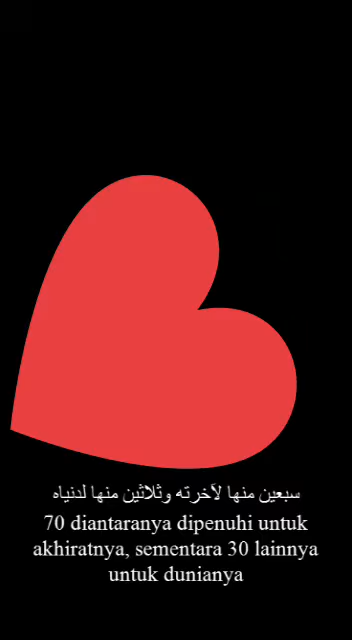 سبعين منها لآخرته وثلاثين منها لدنياه
70 diantaranya dipenuhi untuk
akhiratnya, sementara 30 lainnya
untuk dunianya